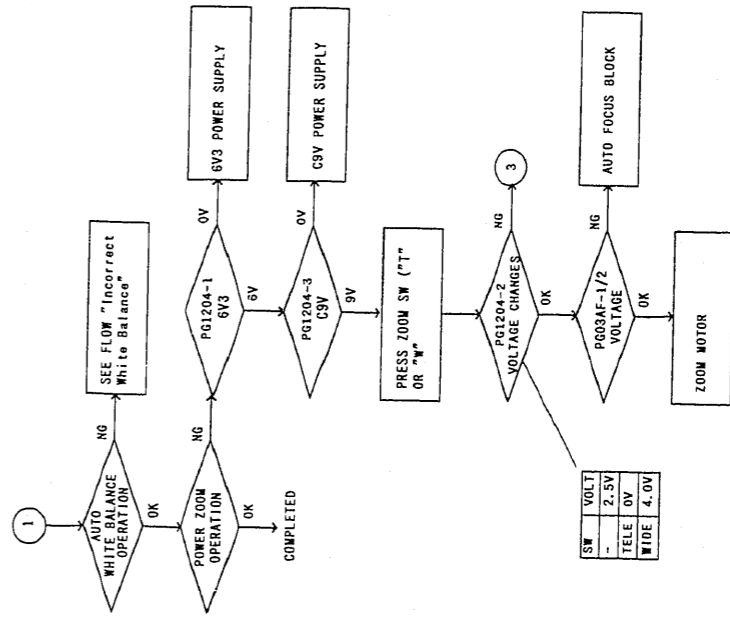 1
AUTO
WHITE BALANCE
OPERATION
NG
SEE FLOW "Incorrect
White Balance"
OK
POWER ZOOM
OPERATION
NG
OK
COMPLETED
PG1204-1
6V3
0V
6V3 POWER SUPPLY
6V
PG1204-3
C9V
0V
C9V POWER SUPPLY
9V
PRESS ZOOM SW ("T"
OR "W"
PG1204-2
VOLTAGE CHANGES
NG
3
OK
PG03AF-1/2
VOLTAGE
NG
AUTO FOCUS BLOCK
OK
ZOOM MOTOR
SW VOLT
- 2.5V
TELE 0V
WIDE 4.0V